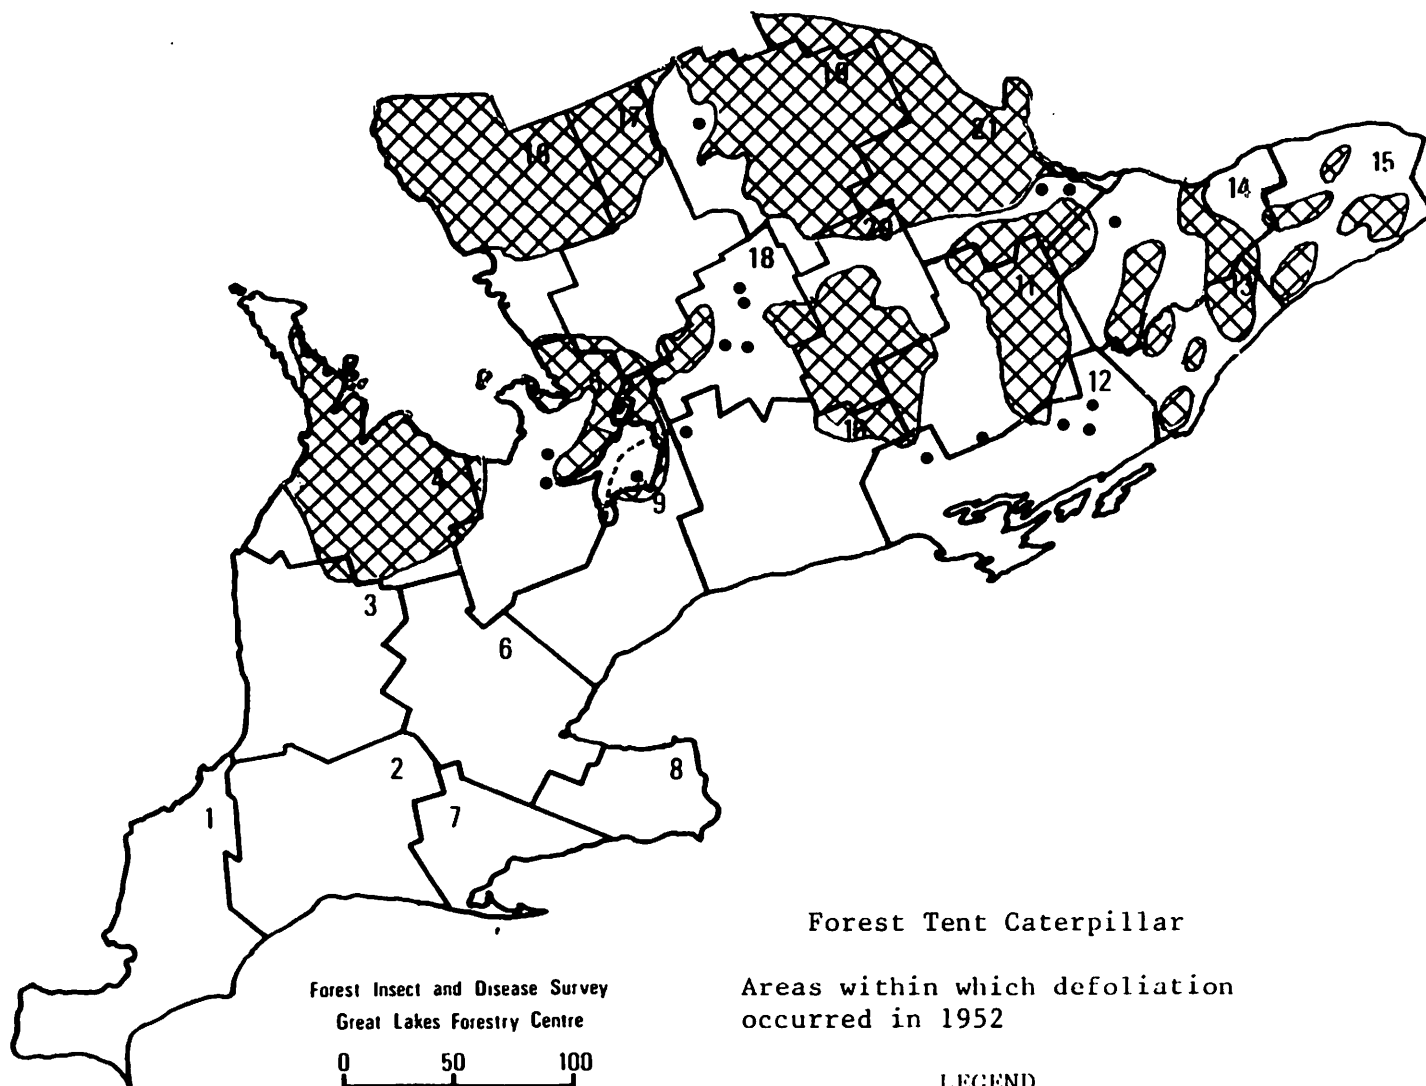 19
17
16
21
15
14
20
18
11
13
12
10
4
9
3
6
2
8
1
7
Forest Tent Caterpillar
Forest Insect and Disease Survey
Great Lakes Forestry Centre
Areas within which defoliation
occurred in 1952
0 50 100
LEGEND